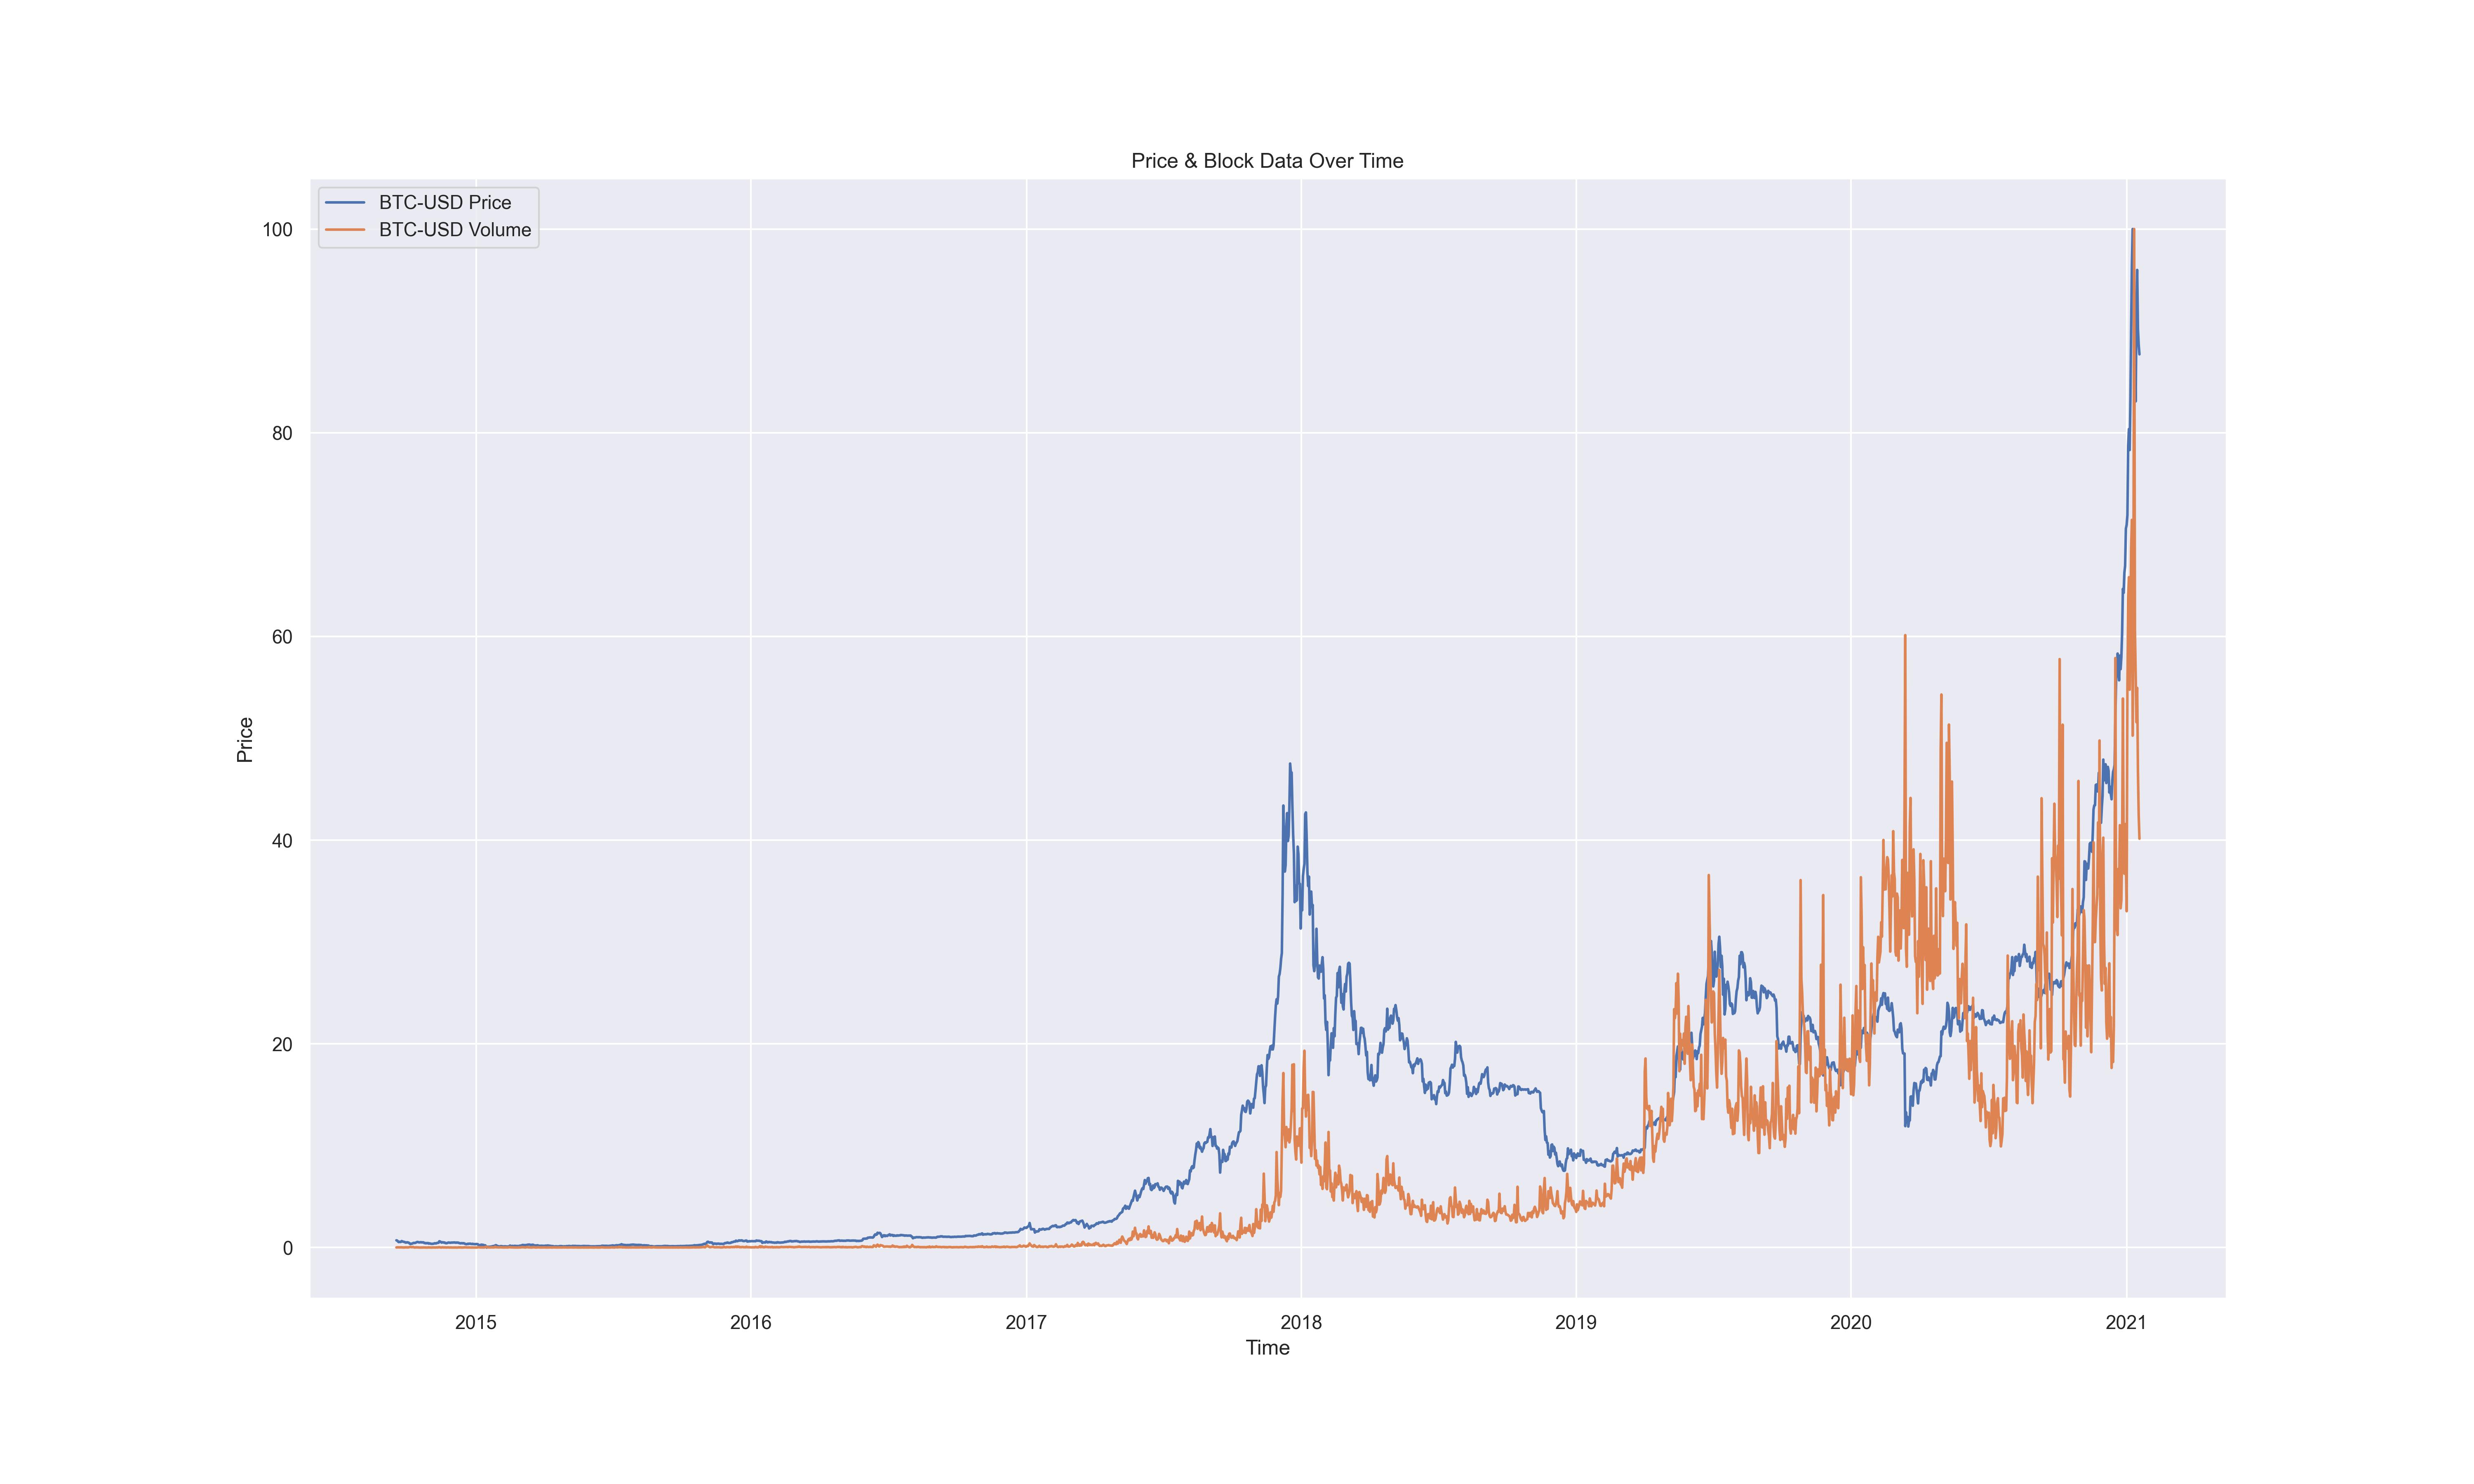 Price & Block Data Over Time
BTC-USD Price
BTC-USD Volume
100
80
60
40
20
0
Price
2015 2016 2017 2018 2019 2020 2021
Time